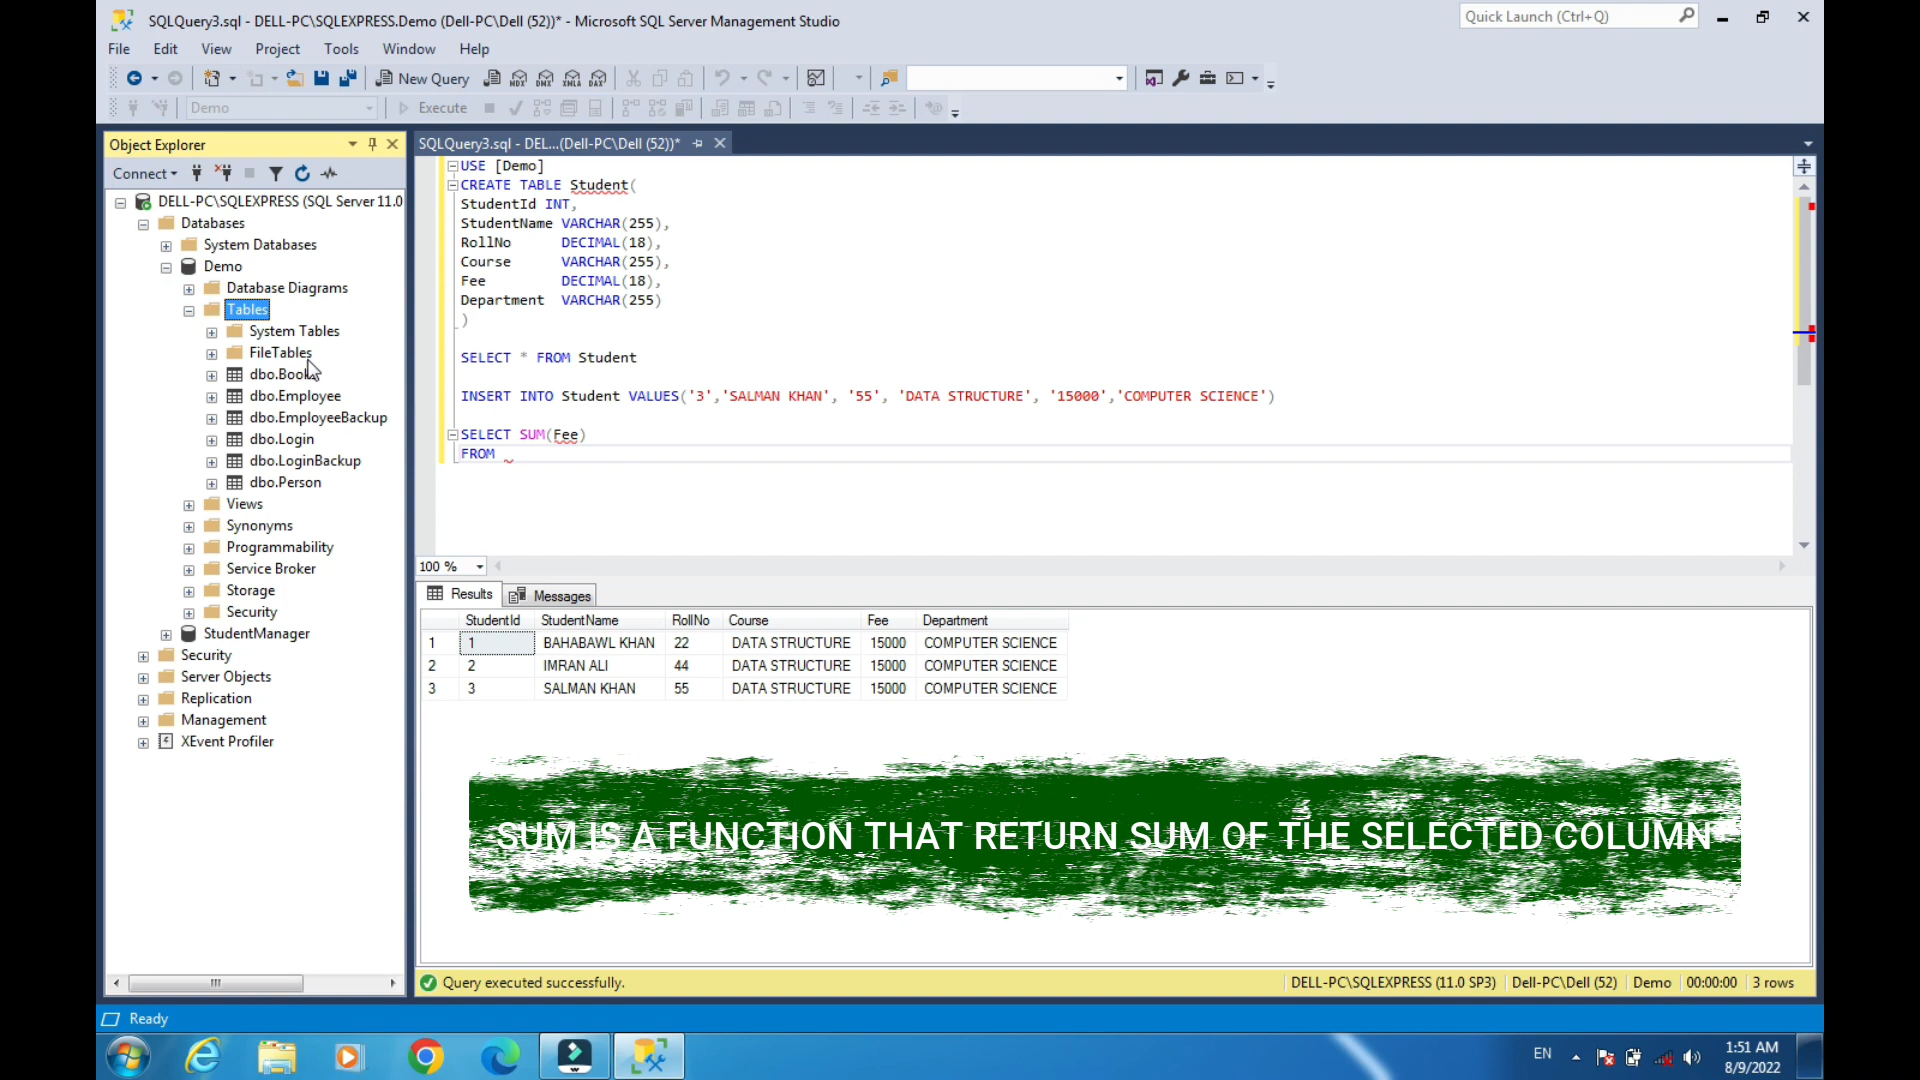 SQLQuery3.sql - DELL-PC\SQLEXPRESS.Demo (Dell-PC\Dell (52))* - Microsoft SQL Server Management Studio
Quick Launch (Ctrl+Q)
File Edit View Project Tools Window Help
New Query
MDX DMX XMLA DAX
Demo
Execute
Object Explorer
Connect
DELL-PC\SQLEXPRESS (SQL Server 11.0
Databases
System Databases
Demo
Database Diagrams
Tables
System Tables
FileTables
dbo.Boo
dbo.Employee
dbo.EmployeeBackup
dbo.Login
dbo.LoginBackup
dbo.Person
Views
Synonyms
Programmability
Service Broker
Storage
Security
StudentManager
Security
Server Objects
Replication
Management
XEvent Profiler
SQLQuery3.sql - DEL...(Dell-PC\Dell (52))*
USE [Demo]
CREATE TABLE Student(
StudentId INT,
StudentName VARCHAR(255),
RollNo DECIMAL(18),
Course VARCHAR(255),
Fee DECIMAL(18),
Department VARCHAR(255)
)
SELECT * FROM Student
INSERT INTO Student VALUES('3','SALMAN KHAN', '55', 'DATA STRUCTURE', '15000','COMPUTER SCIENCE')
SELECT SUM(Fee)
FROM
100 %
Results Messages
StudentId StudentName RollNo Course Fee Department
1 1 BAHABAWL KHAN 22 DATA STRUCTURE 15000 COMPUTER SCIENCE
2 2 IMRAN ALI 44 DATA STRUCTURE 15000 COMPUTER SCIENCE
3 3 SALMAN KHAN 55 DATA STRUCTURE 15000 COMPUTER SCIENCE
SUM IS A FUNCTION THAT RETURN SUM OF THE SELECTED COLUMN
Query executed successfully.
DELL-PC\SQLEXPRESS (11.0 SP3) Dell-PC\Dell (52) Demo 00:00:00 3 rows
Ready
EN
1:51 AM
8/9/2022